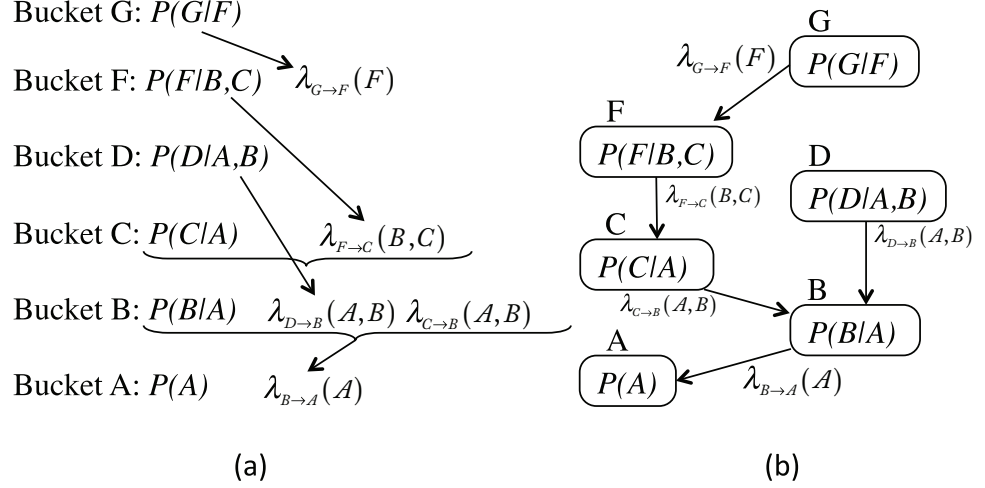 Bucket G: P(G|F)
Bucket F: P(F|B,C) λ_{G→F}(F)
Bucket D: P(D|A,B)
Bucket C: P(C|A) λ_{F→C}(B,C)
Bucket B: P(B|A) λ_{D→B}(A,B) λ_{C→B}(A,B)
Bucket A: P(A) λ_{B→A}(A)
(a)
G
λ_{G→F}(F)
P(G|F)
F
P(F|B,C)
D
P(D|A,B)
λ_{F→C}(B,C)
λ_{D→B}(A,B)
C
P(C|A)
λ_{C→B}(A,B)
B
P(B|A)
A
P(A)
λ_{B→A}(A)
(b)